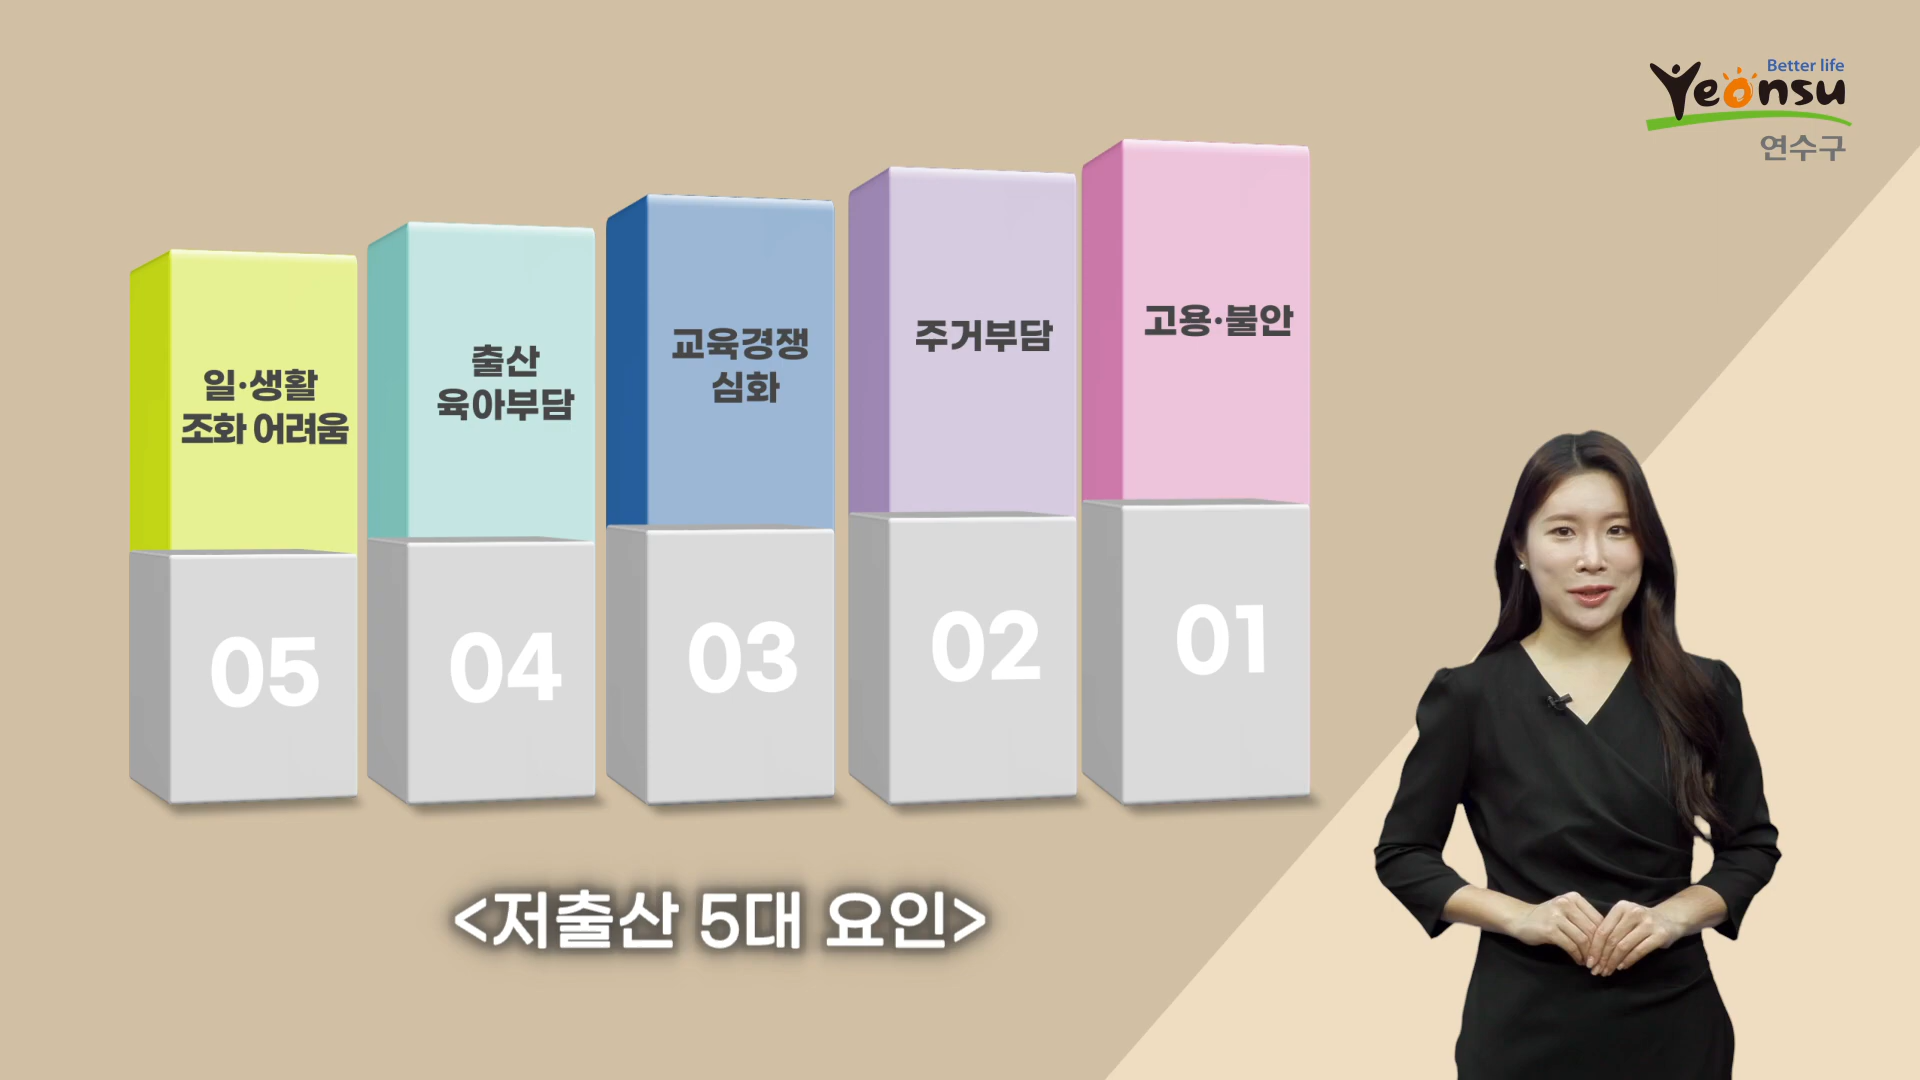 Better life
Yeonsu
연수구
일·생활
조화 어려움
출산
육아부담
교육경쟁
심화
주거부담
고용·불안
05
04
03
02
01
<저출산 5대 요인>